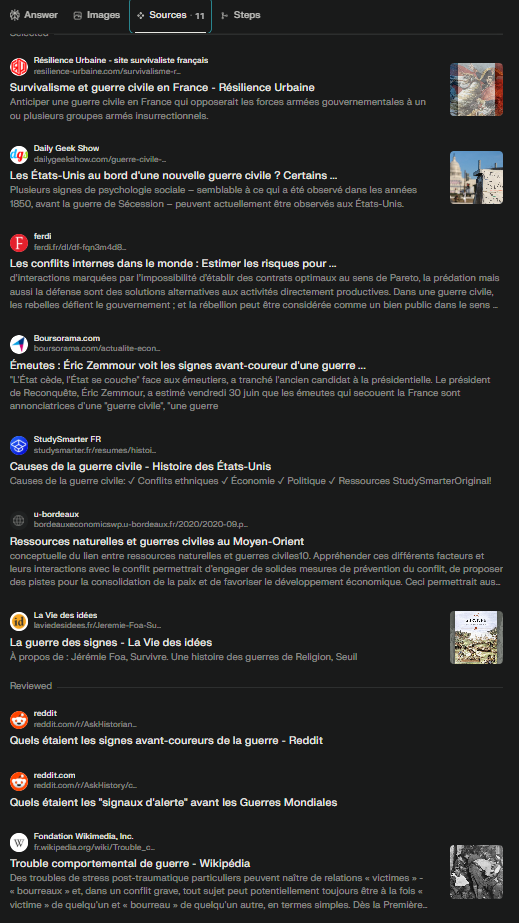 Answer
Images
Sources · 11
Steps
Selected
Résilience Urbaine - site survivaliste français
resilience-urbaine.com/survivalisme-r...
Survivalisme et guerre civile en France - Résilience Urbaine
Anticiper une guerre civile en France qui opposerait les forces armées gouvernementales à un
ou plusieurs groupes armés insurrectionnels.
Daily Geek Show
dailygeekshow.com/guerre-civile-...
Les États-Unis au bord d'une nouvelle guerre civile ? Certains ...
Plusieurs signes de psychologie sociale – semblable à ce qui a été observé dans les années
1850, avant la guerre de Sécession – peuvent actuellement être observés aux États-Unis.
ferdi
ferdi.fr/dl/df-fqn3m4d8...
Les conflits internes dans le monde : Estimer les risques pour ...
d'interactions marquées par l'impossibilité d'établir des contrats optimaux au sens de Pareto, la prédation mais
aussi la défense sont des solutions alternatives aux activités directement productives. Dans une guerre civile,
les rebelles défient le gouvernement ; et la rébellion peut être considérée comme un bien public dans le sens ...
Boursorama.com
boursorama.com/actualite-econ...
Émeutes : Éric Zemmour voit les signes avant-coureur d'une guerre ...
"L'État cède, l'État se couche" face aux émeutiers, a tranché l'ancien candidat à la présidentielle. Le président
de Reconquête, Éric Zemmour, a estimé vendredi 30 juin que les émeutes qui secouent la France sont
annonciatrices d'une "guerre civile", "une guerre
StudySmarter FR
studysmarter.fr/resumes/histoi...
Causes de la guerre civile - Histoire des États-Unis
Causes de la guerre civile: ✓ Conflits ethniques ✓ Économie ✓ Politique ✓ Ressources StudySmarterOriginal!
u-bordeaux
bordeauxeconomicswp.u-bordeaux.fr/2020/2020-09.p...
Ressources naturelles et guerres civiles au Moyen-Orient
conceptuelle du lien entre ressources naturelles et guerres civiles10. Appréhender ces différents facteurs et
leurs interactions avec le conflit permettrait d'engager de solides mesures de prévention du conflit, de proposer
des pistes pour la consolidation de la paix et de favoriser le développement économique. Ceci permettrait aus...
La Vie des idées
laviedesidees.fr/Jeremie-Foa-Su...
La guerre des signes - La Vie des idées
À propos de : Jérémie Foa, Survivre. Une histoire des guerres de Religion, Seuil
Reviewed
reddit
reddit.com/r/AskHistorian...
Quels étaient les signes avant-coureurs de la guerre - Reddit
reddit.com
reddit.com/r/AskHistory/c...
Quels étaient les "signaux d'alerte" avant les Guerres Mondiales
Fondation Wikimedia, Inc.
fr.wikipedia.org/wiki/Trouble_c...
Trouble comportemental de guerre - Wikipédia
Des troubles de stress post-traumatique particuliers peuvent naître de relations « victimes » -
« bourreaux » et, dans un conflit grave, tout sujet peut potentiellement toujours être à la fois «
victime » de quelqu'un et « bourreau » de quelqu'un autre, en termes simples. Dès la Première...